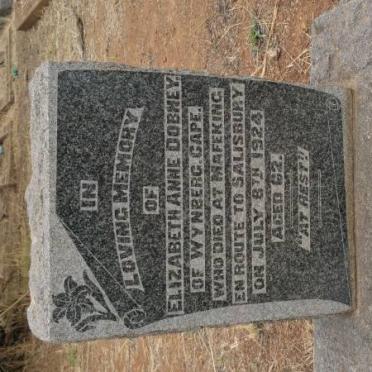 IN
LOVING MEMORY
OF
ELIZABETH ANNE DOBNEY
OF WYNBERG. CAPE.
WHO DIED AT MAFEKING.
EN ROUTE TO SALISBURY
ON JULY 8TH 1924
AGED 62.
"AT REST"